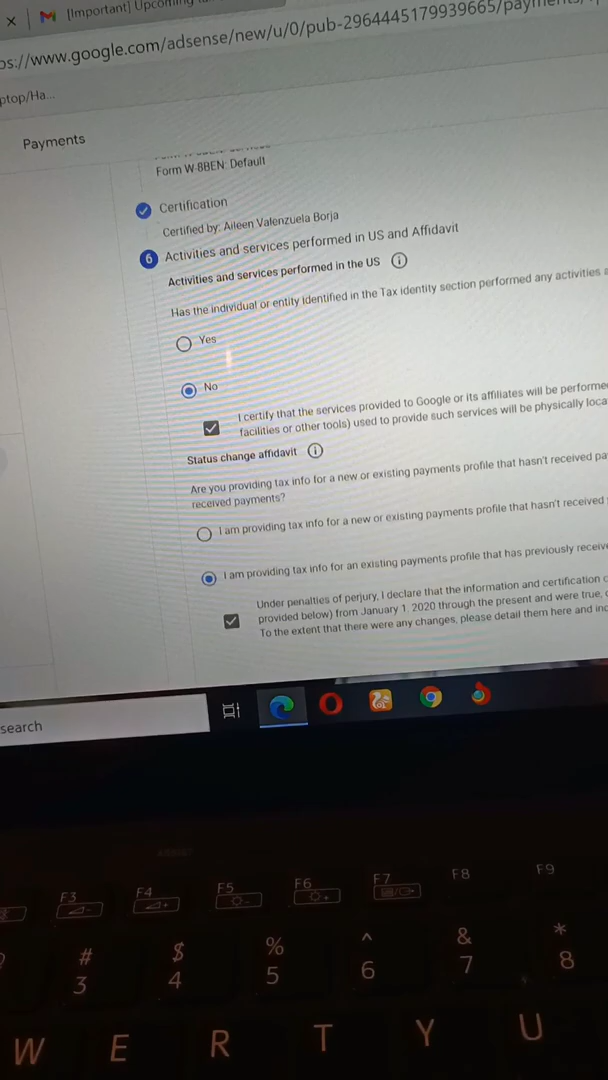 [Important] Upcoming
ps://www.google.com/adsense/new/u/0/pub-2964445179939665/payments/
ptop/Ha...
Payments
Form W-8BEN: Default
Certification
Certified by: Aileen Valenzuela Borja
6 Activities and services performed in US and Affidavit
Activities and services performed in the US
Has the individual or entity identified in the Tax identity section performed any activities
Yes
No
I certify that the services provided to Google or its affiliates will be performe
facilities or other tools) used to provide such services will be physically loca
Status change affidavit
Are you providing tax info for a new or existing payments profile that hasn't received pa
received payments?
I am providing tax info for a new or existing payments profile that hasn't received
I am providing tax info for an existing payments profile that has previously receive
Under penalties of perjury, I declare that the information and certification
provided below) from January 1, 2020 through the present and were true,
To the extent that there were any changes, please detail them here and inc
search
F3 F4 F5 F6 F7 F8 F9
# $ % ^ & *
3 4 5 6 7 8
W E R T Y U